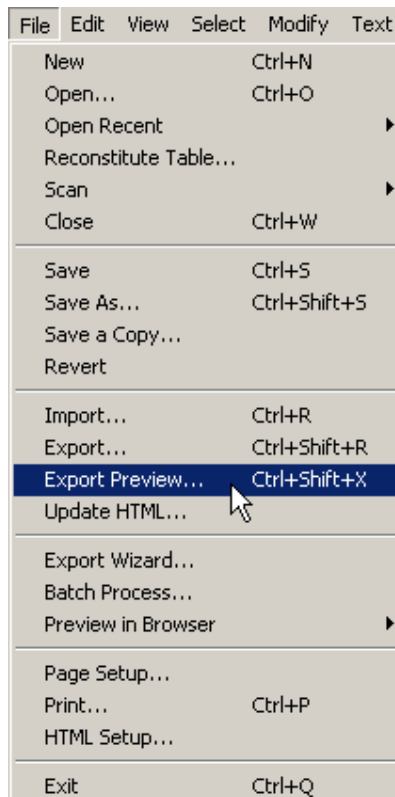 File Edit View Select Modify Text
New Ctrl+N
Open... Ctrl+O
Open Recent
Reconstitute Table...
Scan
Close Ctrl+W
Save Ctrl+S
Save As... Ctrl+Shift+S
Save a Copy...
Revert
Import... Ctrl+R
Export... Ctrl+Shift+R
Export Preview... Ctrl+Shift+X
Update HTML...
Export Wizard...
Batch Process...
Preview in Browser
Page Setup...
Print... Ctrl+P
HTML Setup...
Exit Ctrl+Q